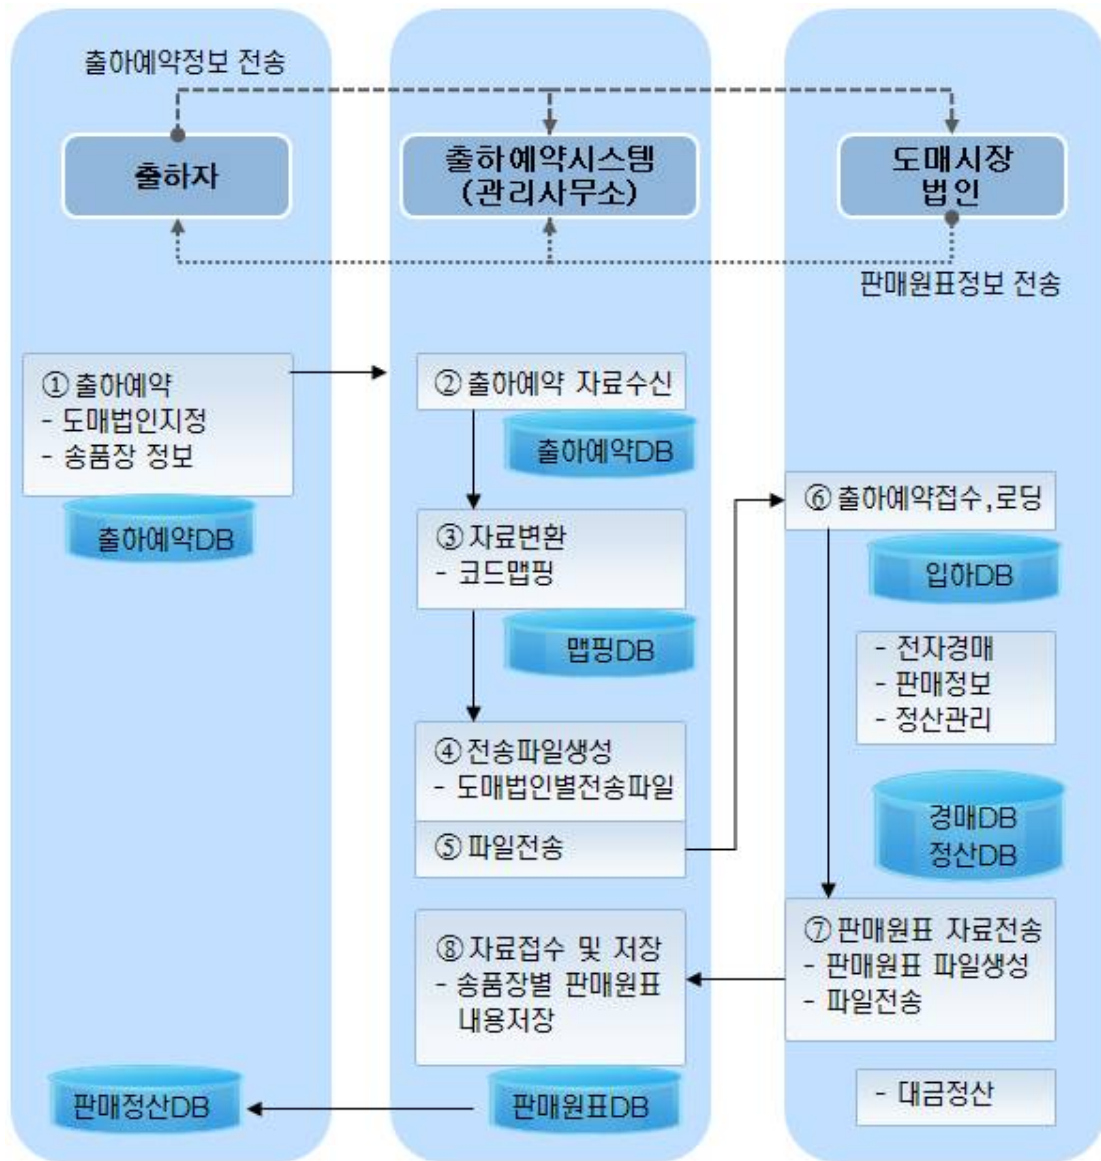 출하예약정보 전송
출하자
출하예약시스템
(관리사무소)
도매시장
법인
판매원표정보 전송
① 출하예약
- 도매법인지정
- 송품장 정보
출하예약DB
② 출하예약 자료수신
출하예약DB
③ 자료변환
- 코드맵핑
맵핑DB
④ 전송파일생성
- 도매법인별전송파일
⑤ 파일전송
⑥ 출하예약접수,로딩
입하DB
- 전자경매
- 판매정보
- 정산관리
경매DB
정산DB
⑦ 판매원표 자료전송
- 판매원표 파일생성
- 파일전송
⑧ 자료접수 및 저장
- 송품장별 판매원표
내용저장
판매원표DB
판매정산DB
- 대금정산